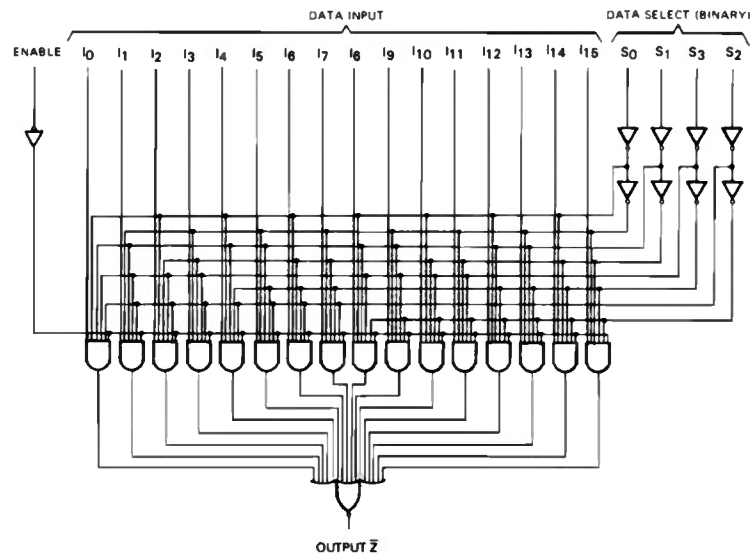 DATA INPUT DATA SELECT (BINARY)
ENABLE I0 I1 I2 I3 I4 I5 I6 I7 I8 I9 I10 I11 I12 I13 I14 I15 S0 S1 S3 S2
OUTPUT Z̅